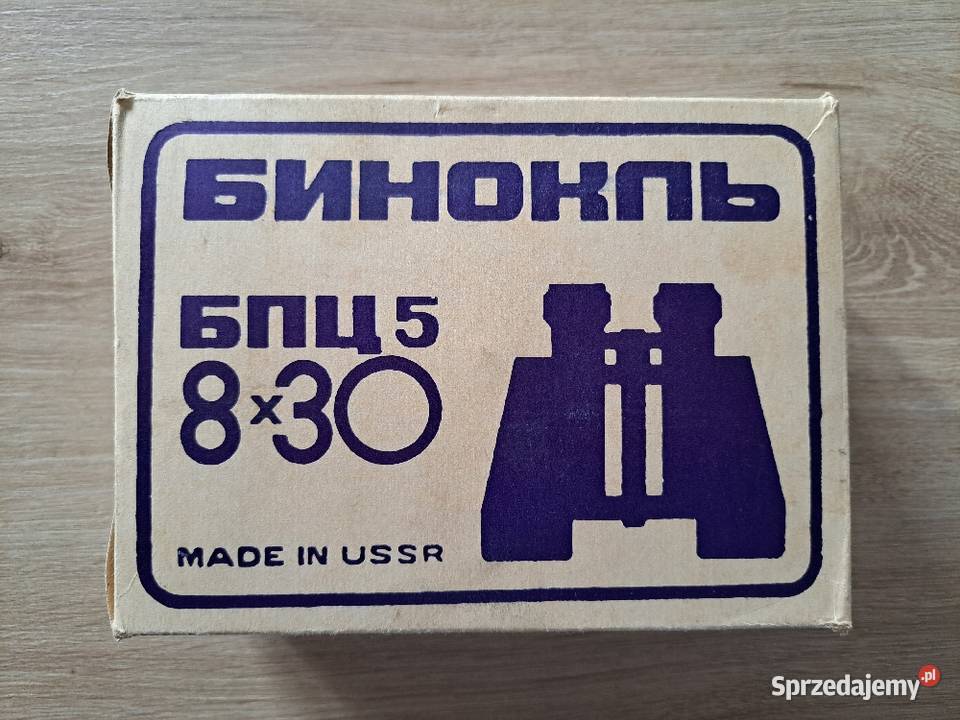 БИНОКЛЬ
БПЦ 5
8x30
MADE IN USSR
Sprzedajemy.pl